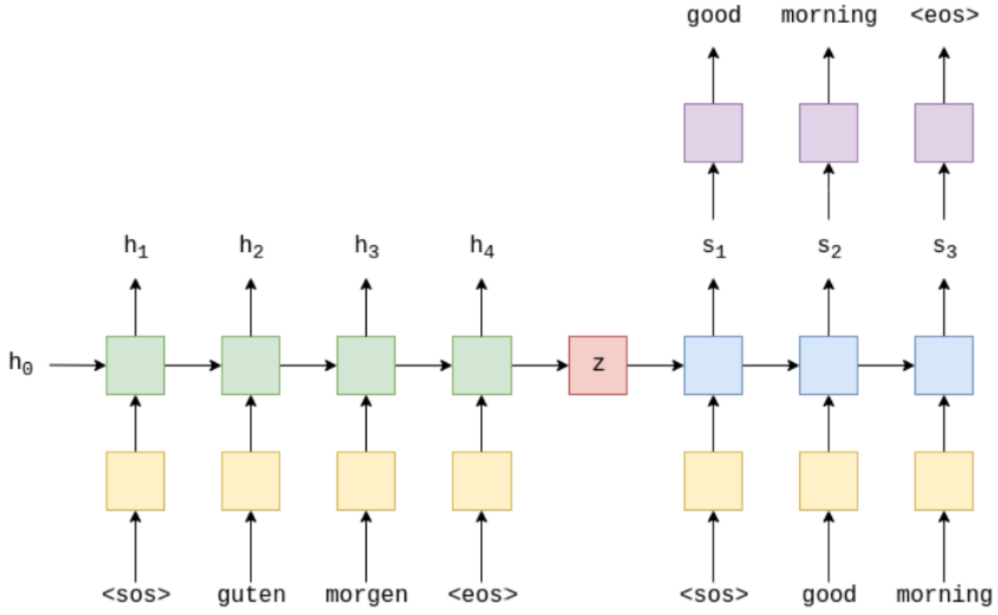 good morning <eos>
h₁ h₂ h₃ h₄ s₁ s₂ s₃
h₀ z
<sos> guten morgen <eos> <sos> good morning